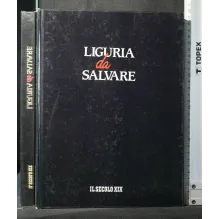 LIGURIA
da
SALVARE
IL SECOLO XIX
LIGURIA da SALVARE
T. TOPEX